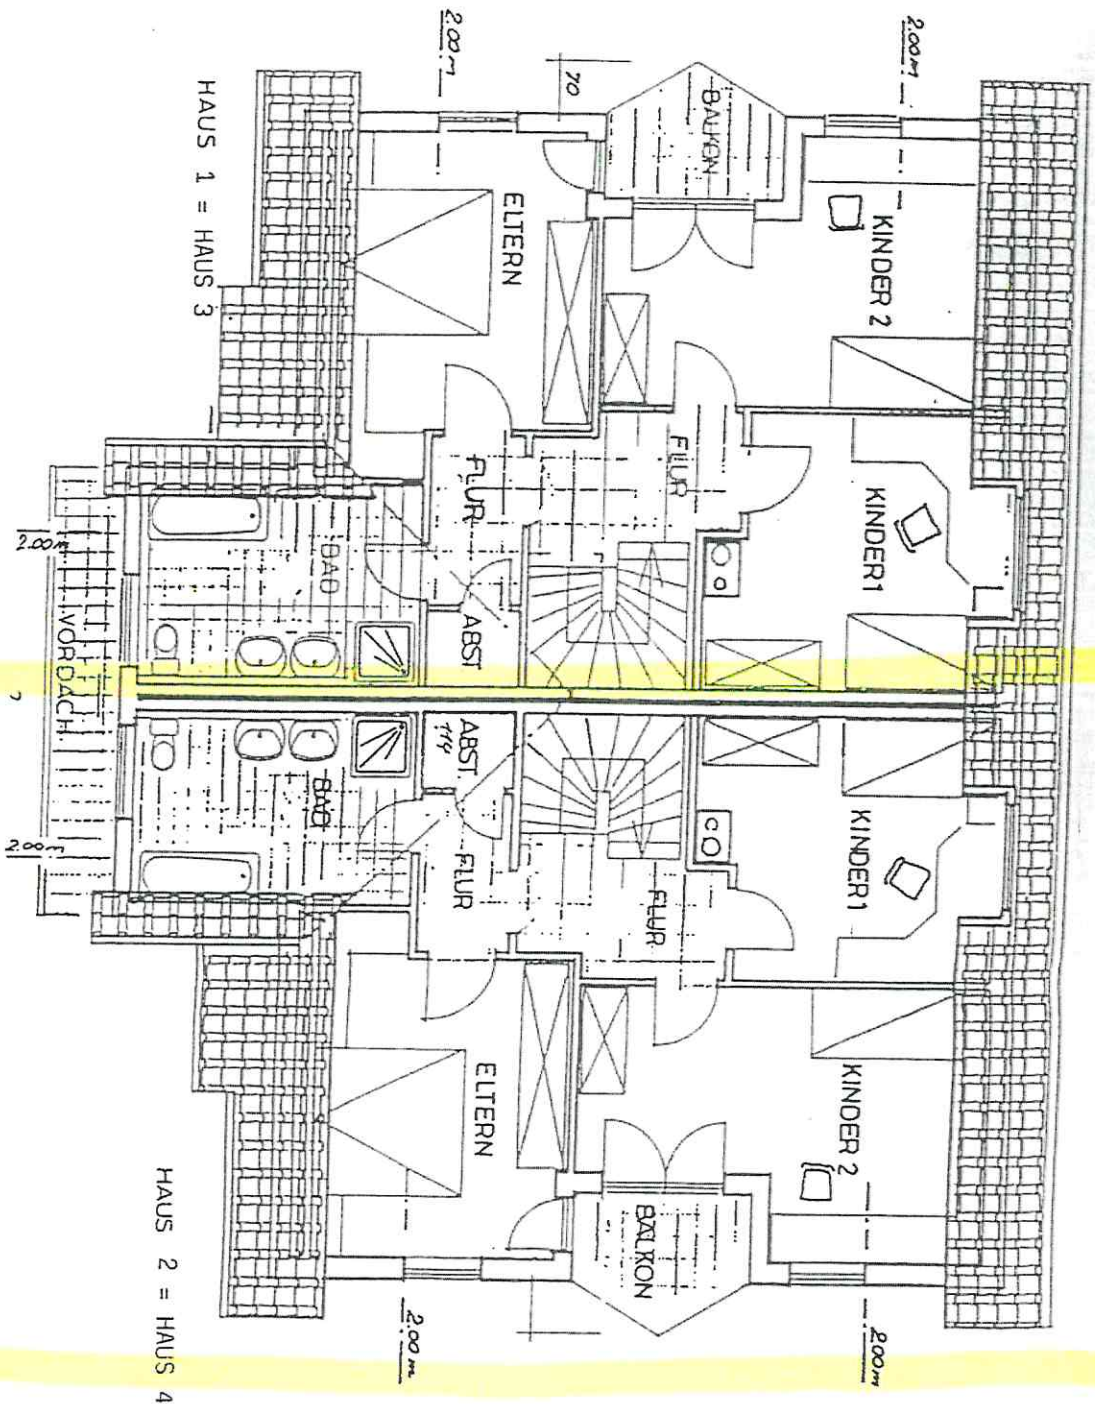 2.00m
2.00m
70
BALKON
HAUS 1 = HAUS 3
ELTERN
KINDER 2
FLUR
FLUR
KINDER1
2.00m
BAD
ABST
VORDACH
ABST
BAD
FLUR
FLUR
KINDER1
2.00m
ELTERN
KINDER 2
BALKON
HAUS 2 = HAUS 4
2.00m
200m